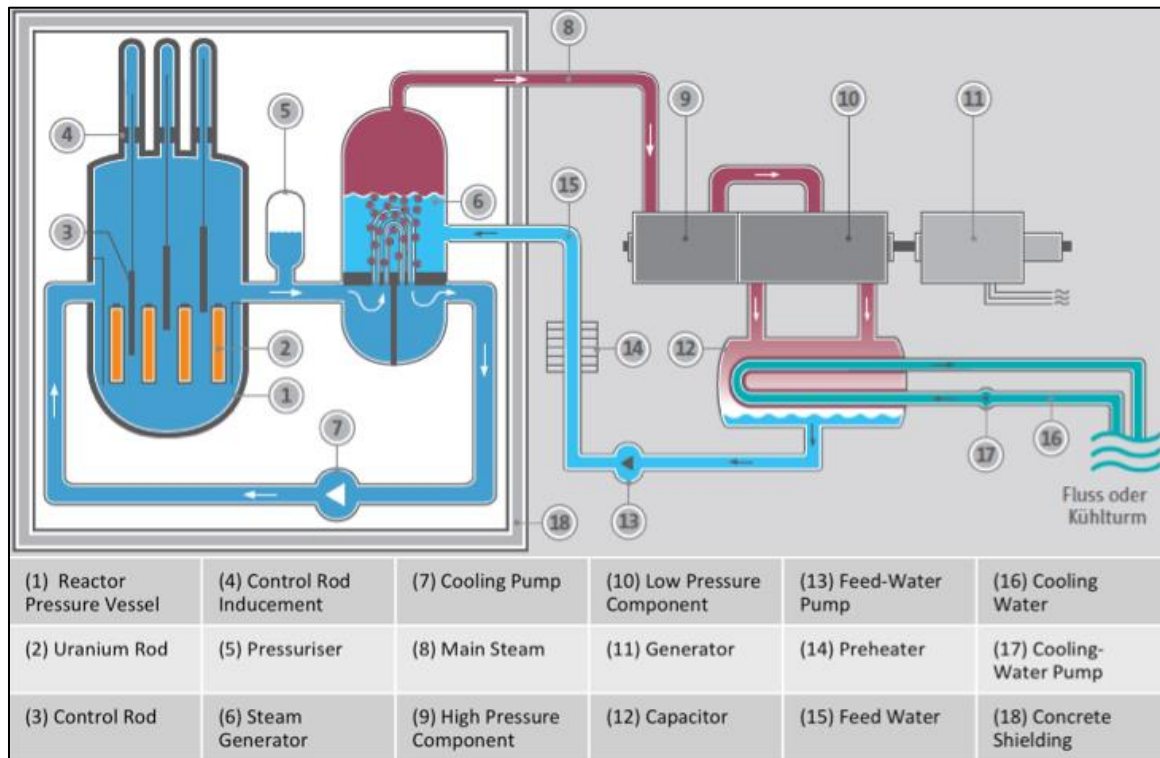 8
9
10
11
4
5
15
6
3
2
14
12
1
7
17
16
18
13
Fluss oder
Kühlturm
(1) Reactor
Pressure Vessel
(4) Control Rod
Inducement
(7) Cooling Pump
(10) Low Pressure
Component
(13) Feed-Water
Pump
(16) Cooling
Water
(2) Uranium Rod
(5) Pressuriser
(8) Main Steam
(11) Generator
(14) Preheater
(17) Cooling-
Water Pump
(3) Control Rod
(6) Steam
Generator
(9) High Pressure
Component
(12) Capacitor
(15) Feed Water
(18) Concrete
Shielding